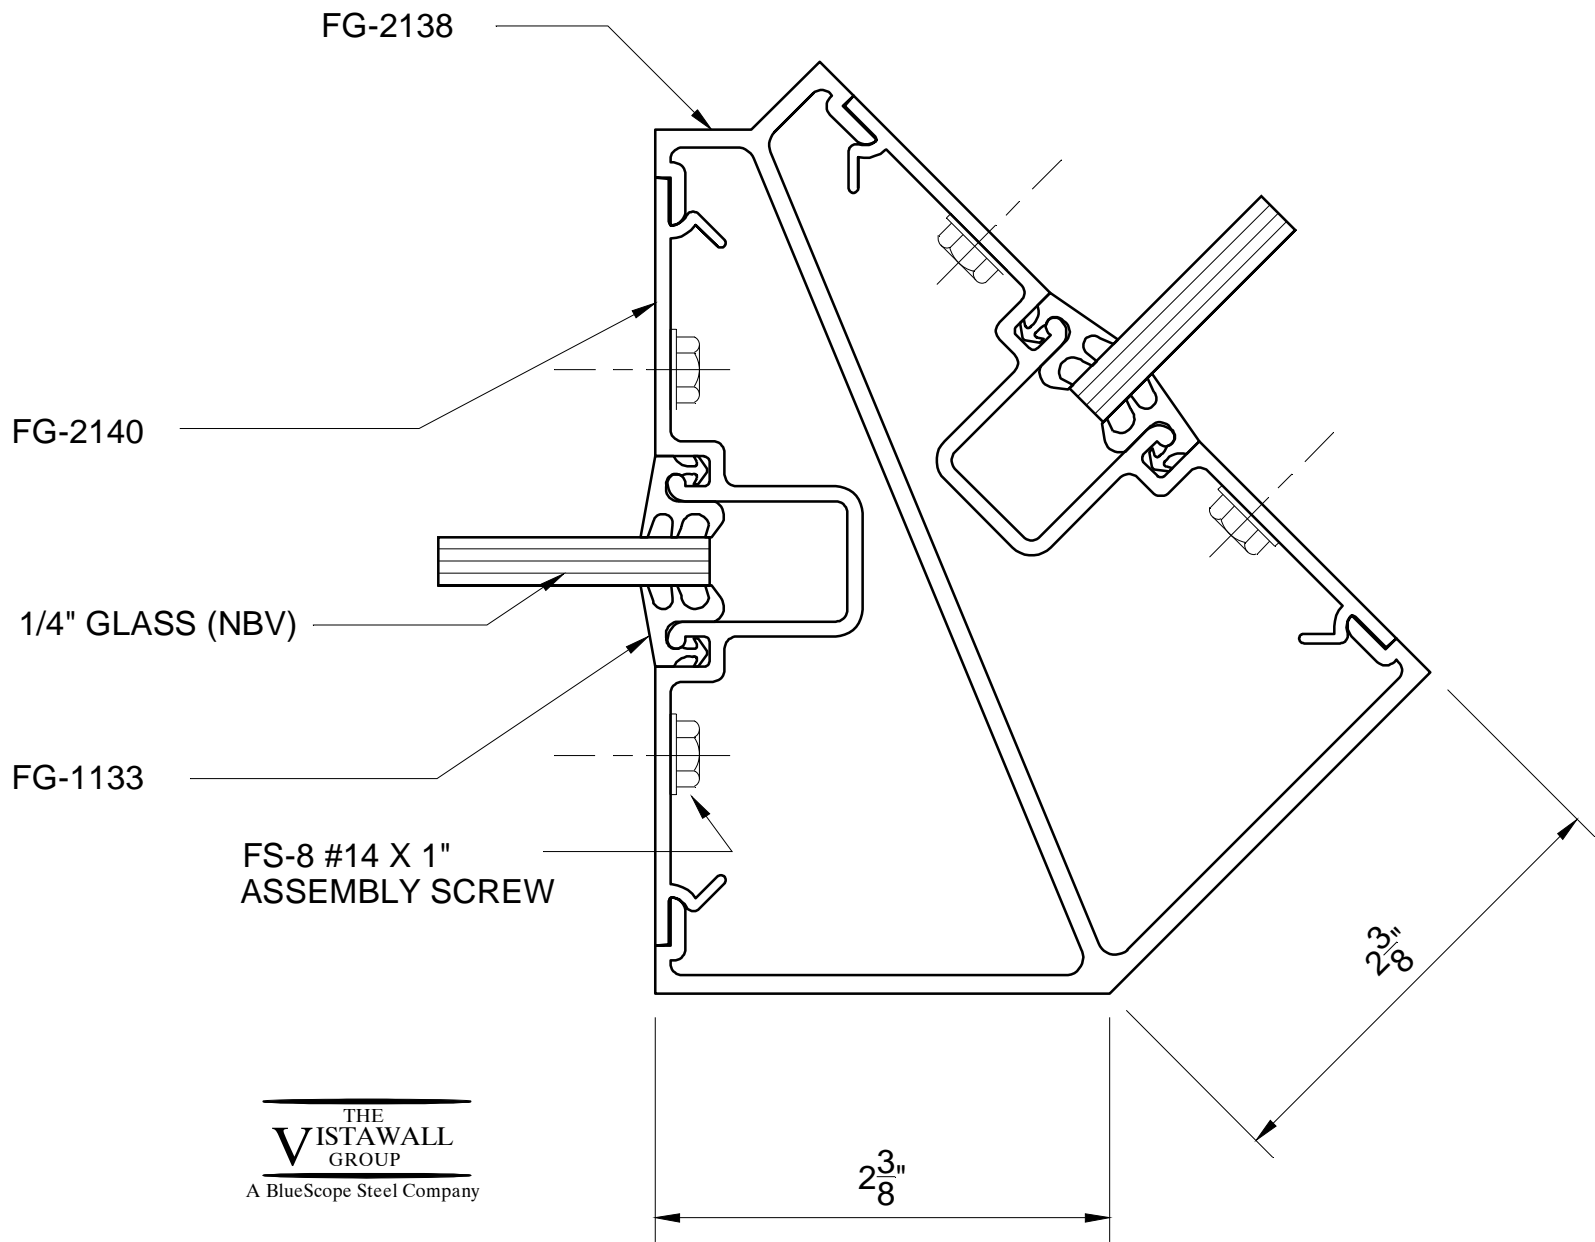 FG-2138
FG-2140
1/4" GLASS (NBV)
FG-1133
FS-8 #14 X 1"
ASSEMBLY SCREW
2 3/8"
2 3/8"
THE
VISTAWALL
GROUP
A BlueScope Steel Company